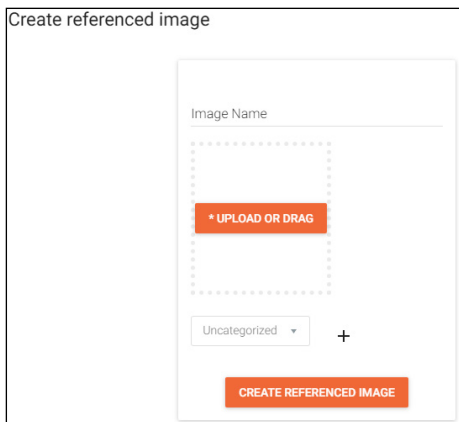 Create referenced image
Image Name
* UPLOAD OR DRAG
Uncategorized
+
CREATE REFERENCED IMAGE